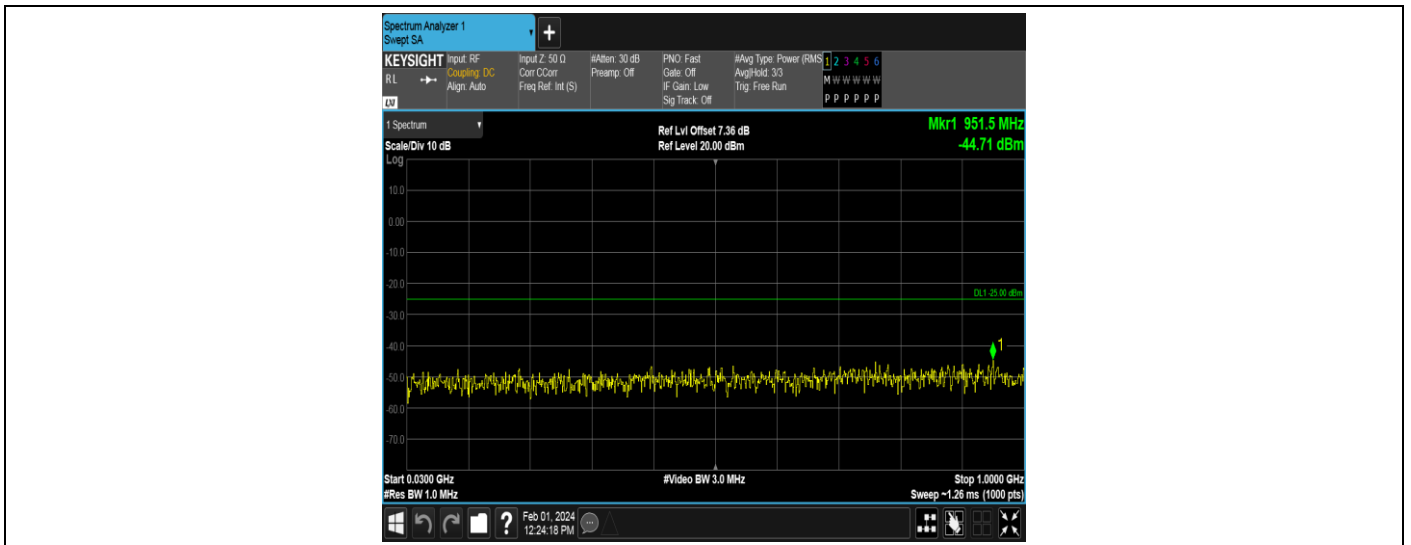 Spectrum Analyzer 1
Swept SA
+
KEYSIGHT
RL
LXI
Input: RF
Coupling: DC
Align: Auto
Input Z: 50 Ω
Corr CCorr
Freq Ref: Int (S)
#Atten: 30 dB
Preamp: Off
PNO: Fast
Gate: Off
IF Gain: Low
Sig Track: Off
#Avg Type: Power (RMS
Avg|Hold: 3/3
Trig: Free Run
1 2 3 4 5 6
M W W W W W
P P P P P P
1 Spectrum
Scale/Div 10 dB
Ref Lvl Offset 7.36 dB
Ref Level 20.00 dBm
Mkr1 951.5 MHz
-44.71 dBm
Log
10.0
0.00
-10.0
-20.0
DL1 -25.00 dBm
-30.0
-40.0
1
-50.0
-60.0
-70.0
Start 0.0300 GHz
#Video BW 3.0 MHz
Stop 1.0000 GHz
#Res BW 1.0 MHz
Sweep ~1.26 ms (1000 pts)
?
Feb 01, 2024
12:24:18 PM